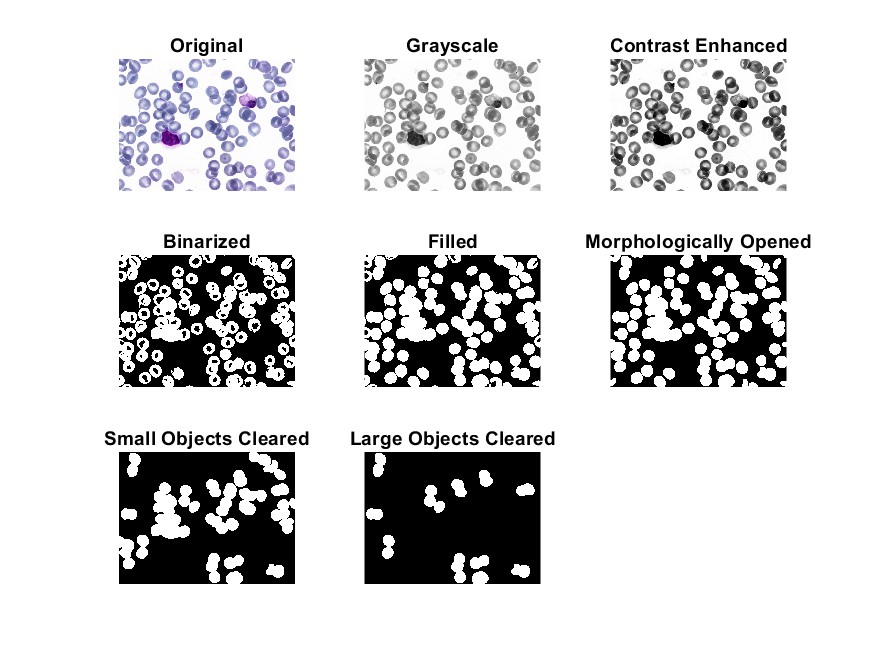 Original
Grayscale
Contrast Enhanced
Binarized
Filled
Morphologically Opened
Small Objects Cleared
Large Objects Cleared